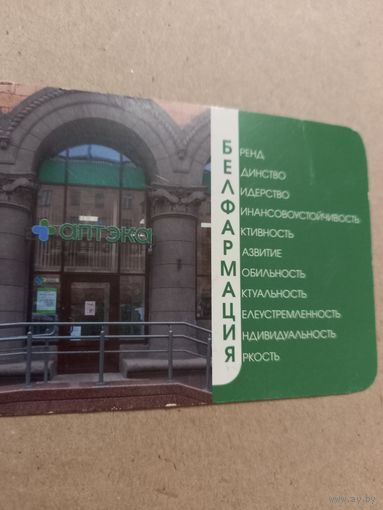 аптэка
БРЕНД
ЕДИНСТВО
ЛИДЕРСТВО
ФИНАНСОВОУСТОЙЧИВОСТЬ
АКТИВНОСТЬ
РАЗВИТИЕ
МОБИЛЬНОСТЬ
АКТУАЛЬНОСТЬ
ЦЕЛЕУСТРЕМЛЕННОСТЬ
ИНДИВИДУАЛЬНОСТЬ
ЯРКОСТЬ
www.ay.by